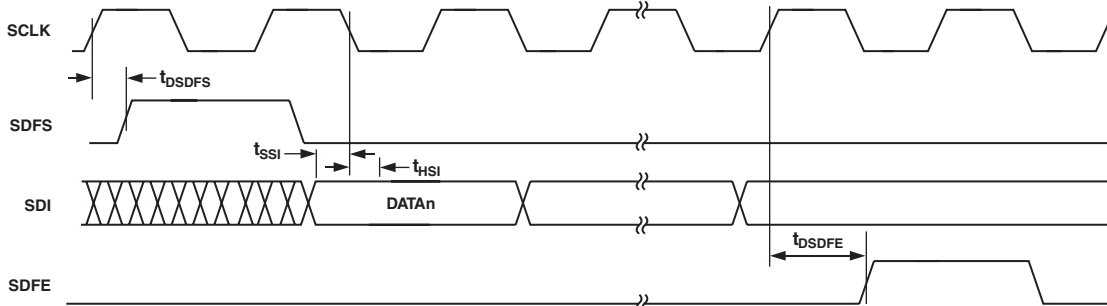 SCLK
tDSDFS
SDFS
tSSI
tHSI
SDI
DATAn
tDSDFE
SDFE